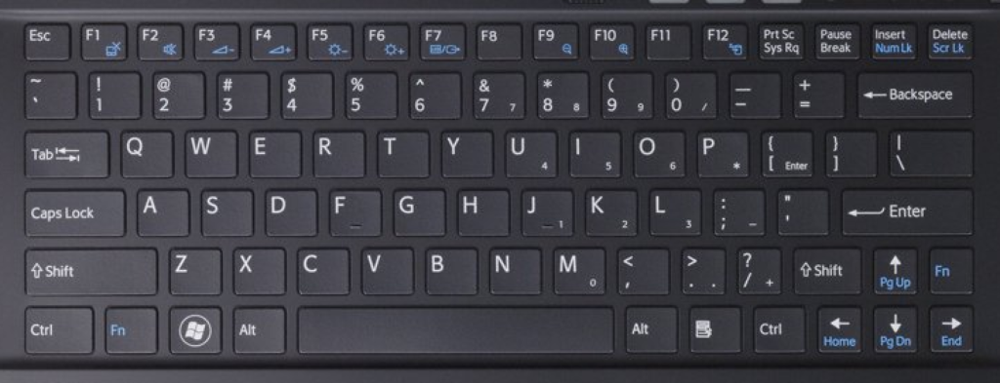 Esc F1 F2 F3 F4 F5 F6 F7 F8 F9 F10 F11 F12 Prt Sc Pause Insert Delete
Sys Rq Break Num Lk Scr Lk
~ ! @ # $ % ^ & * ( ) — +
` 1 2 3 4 5 6 7 7 8 8 9 9 0 / – = ← Backspace
Tab Q W E R T Y U 4 I 5 O 6 P * { [ Enter } ] | \
Caps Lock A S D F G H J 1 K 2 L 3 : ; - " ' Enter
⇧ Shift Z X C V B N M 0 < , > . . ? / + ⇧ Shift ↑ Pg Up Fn
Ctrl Fn Alt Alt Ctrl ← Home ↓ Pg Dn → End